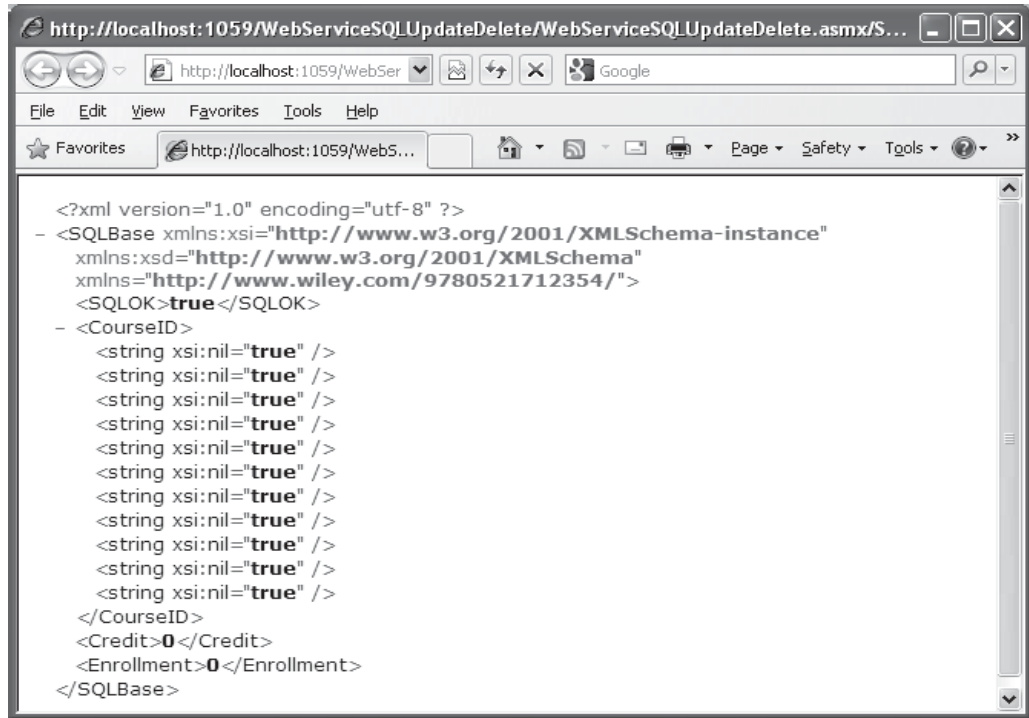 http://localhost:1059/WebServiceSQLUpdateDelete/WebServiceSQLUpdateDelete.asmx/S...
http://localhost:1059/WebSer Google
File Edit View Favorites Tools Help
Favorites http://localhost:1059/WebS... Page Safety Tools »
<?xml version="1.0" encoding="utf-8" ?>
– <SQLBase xmlns:xsi="http://www.w3.org/2001/XMLSchema-instance"
xmlns:xsd="http://www.w3.org/2001/XMLSchema"
xmlns="http://www.wiley.com/9780521712354/">
<SQLOK>true</SQLOK>
– <CourseID>
<string xsi:nil="true" />
<string xsi:nil="true" />
<string xsi:nil="true" />
<string xsi:nil="true" />
<string xsi:nil="true" />
<string xsi:nil="true" />
<string xsi:nil="true" />
<string xsi:nil="true" />
<string xsi:nil="true" />
<string xsi:nil="true" />
<string xsi:nil="true" />
</CourseID>
<Credit>0</Credit>
<Enrollment>0</Enrollment>
</SQLBase>